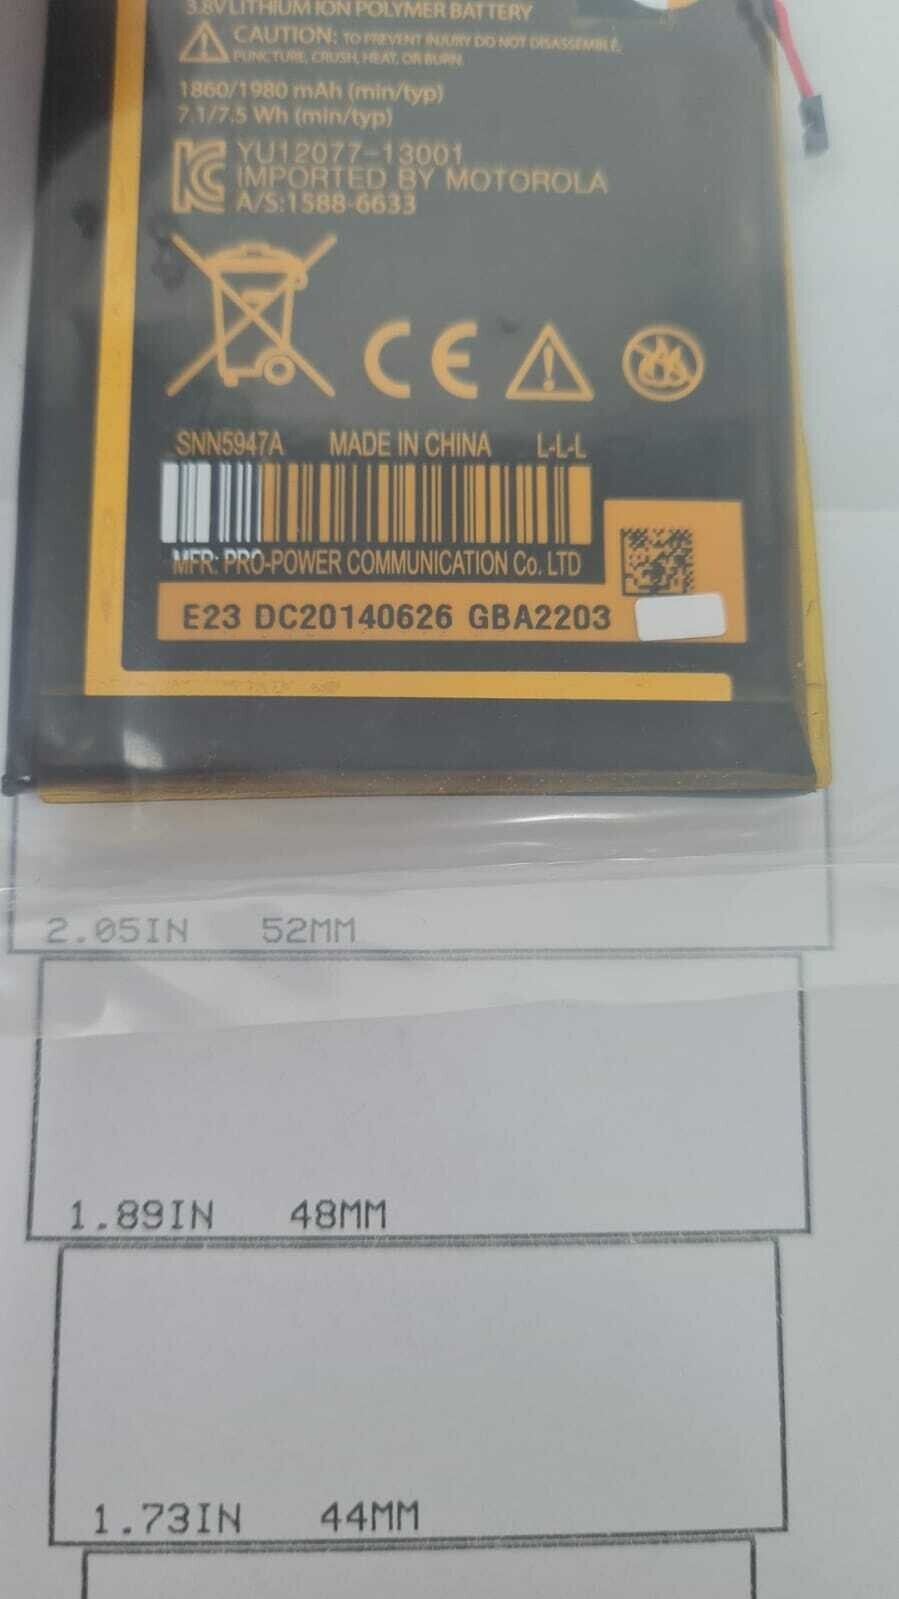 3.8V LITHIUM ION POLYMER BATTERY
CAUTION: TO PREVENT INJURY DO NOT DISASSEMBLE,
PUNCTURE, CRUSH, HEAT, OR BURN.
1860/1980 mAh (min/typ)
7.1/7.5 Wh (min/typ)
YU12077-13001
IMPORTED BY MOTOROLA
A/S:1588-6633
CE
SNN5947A MADE IN CHINA L-L-L
MFR: PRO-POWER COMMUNICATION Co. LTD
E23 DC20140626 GBA2203
2.05IN 52MM
1.89IN 48MM
1.73IN 44MM